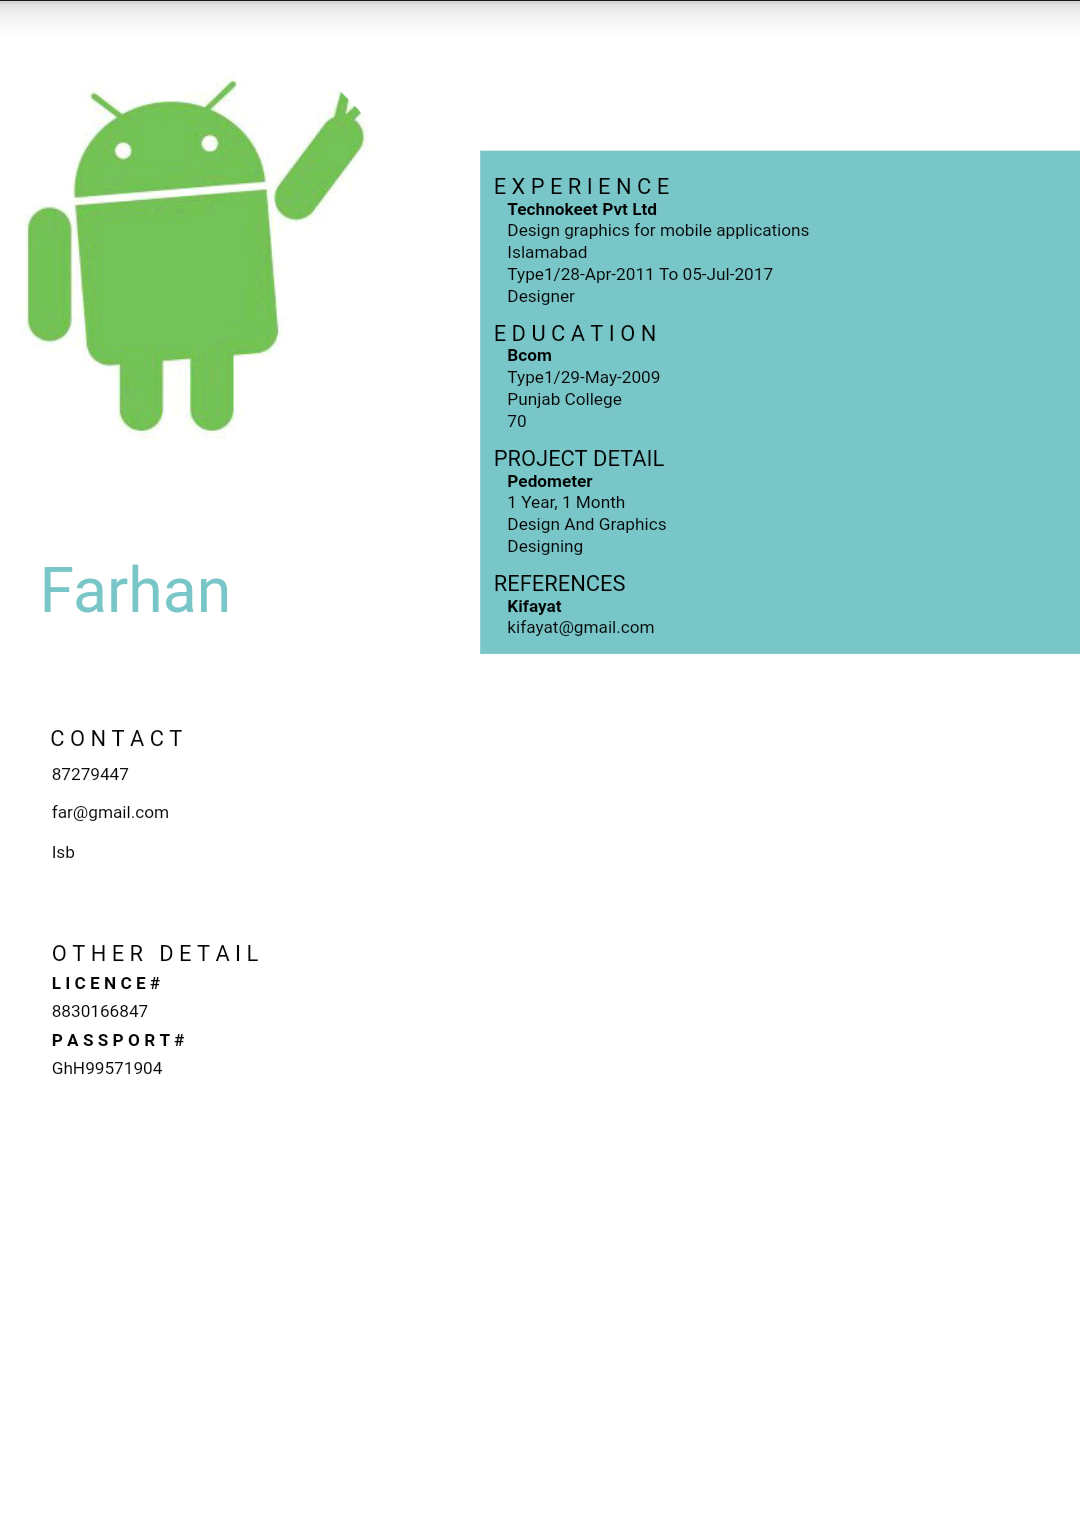 EXPERIENCE
Technokeet Pvt Ltd
Design graphics for mobile applications
Islamabad
Type1/28-Apr-2011 To 05-Jul-2017
Designer
EDUCATION
Bcom
Type1/29-May-2009
Punjab College
70
PROJECT DETAIL
Pedometer
1 Year, 1 Month
Design And Graphics
Designing
REFERENCES
Kifayat
kifayat@gmail.com
Farhan
CONTACT
87279447
far@gmail.com
Isb
OTHER DETAIL
LICENCE#
8830166847
PASSPORT#
GhH99571904